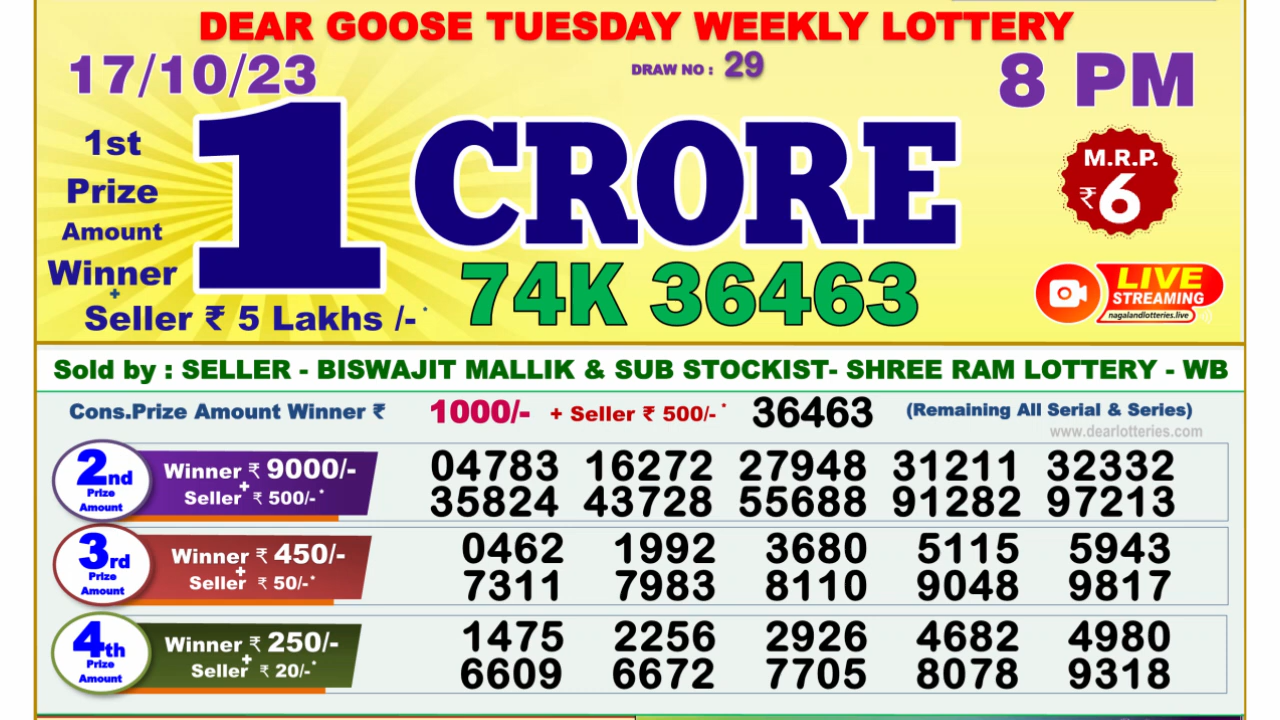 DEAR GOOSE TUESDAY WEEKLY LOTTERY
17/10/23
DRAW NO : 29
8 PM
1st
Prize
Amount
Winner
+
Seller ₹ 5 Lakhs /-*
1 CRORE
74K 36463
M.R.P.
₹6
LIVE
STREAMING
nagalandlotteries.live
Sold by : SELLER - BISWAJIT MALLIK & SUB STOCKIST- SHREE RAM LOTTERY - WB
Cons.Prize Amount Winner ₹ 1000/- + Seller ₹ 500/-* 36463 (Remaining All Serial & Series)
www.dearlotteries.com
2nd Prize Amount
Winner ₹ 9000/-
+
Seller ₹ 500/-*
04783 16272 27948 31211 32332
35824 43728 55688 91282 97213
3rd Prize Amount
Winner ₹ 450/-
+
Seller ₹ 50/-*
0462 1992 3680 5115 5943
7311 7983 8110 9048 9817
4th Prize Amount
Winner ₹ 250/-
+
Seller ₹ 20/-*
1475 2256 2926 4682 4980
6609 6672 7705 8078 9318